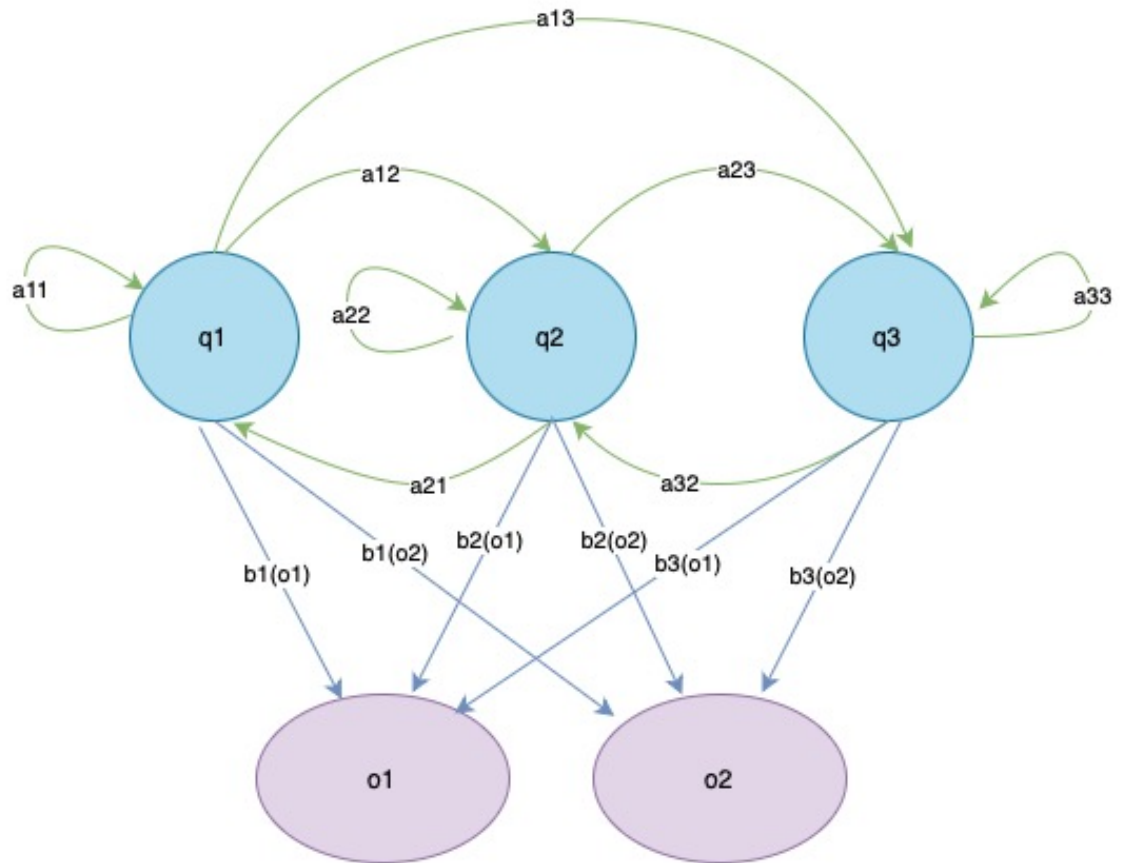 a13
a12
a23
a11
a22
a33
q1
q2
q3
a21
a32
b1(o1)
b1(o2)
b2(o1)
b2(o2)
b3(o1)
b3(o2)
o1
o2